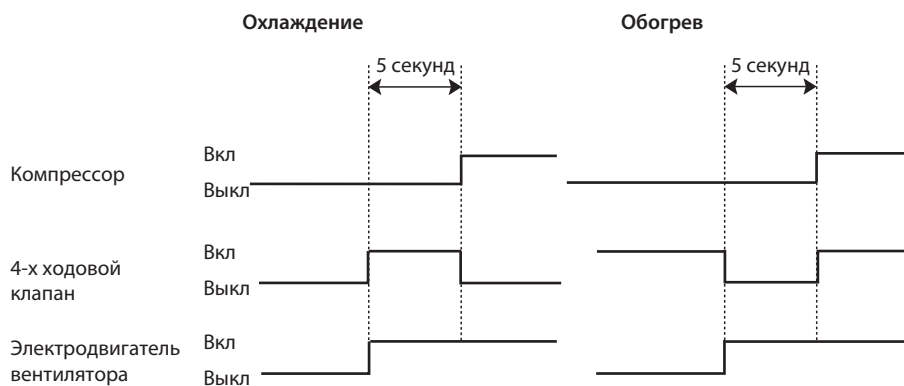 Охлаждение
Обогрев
5 секунд
5 секунд
Компрессор
Вкл
Выкл
4-х ходовой
клапан
Вкл
Выкл
Электродвигатель
вентилятора
Вкл
Выкл